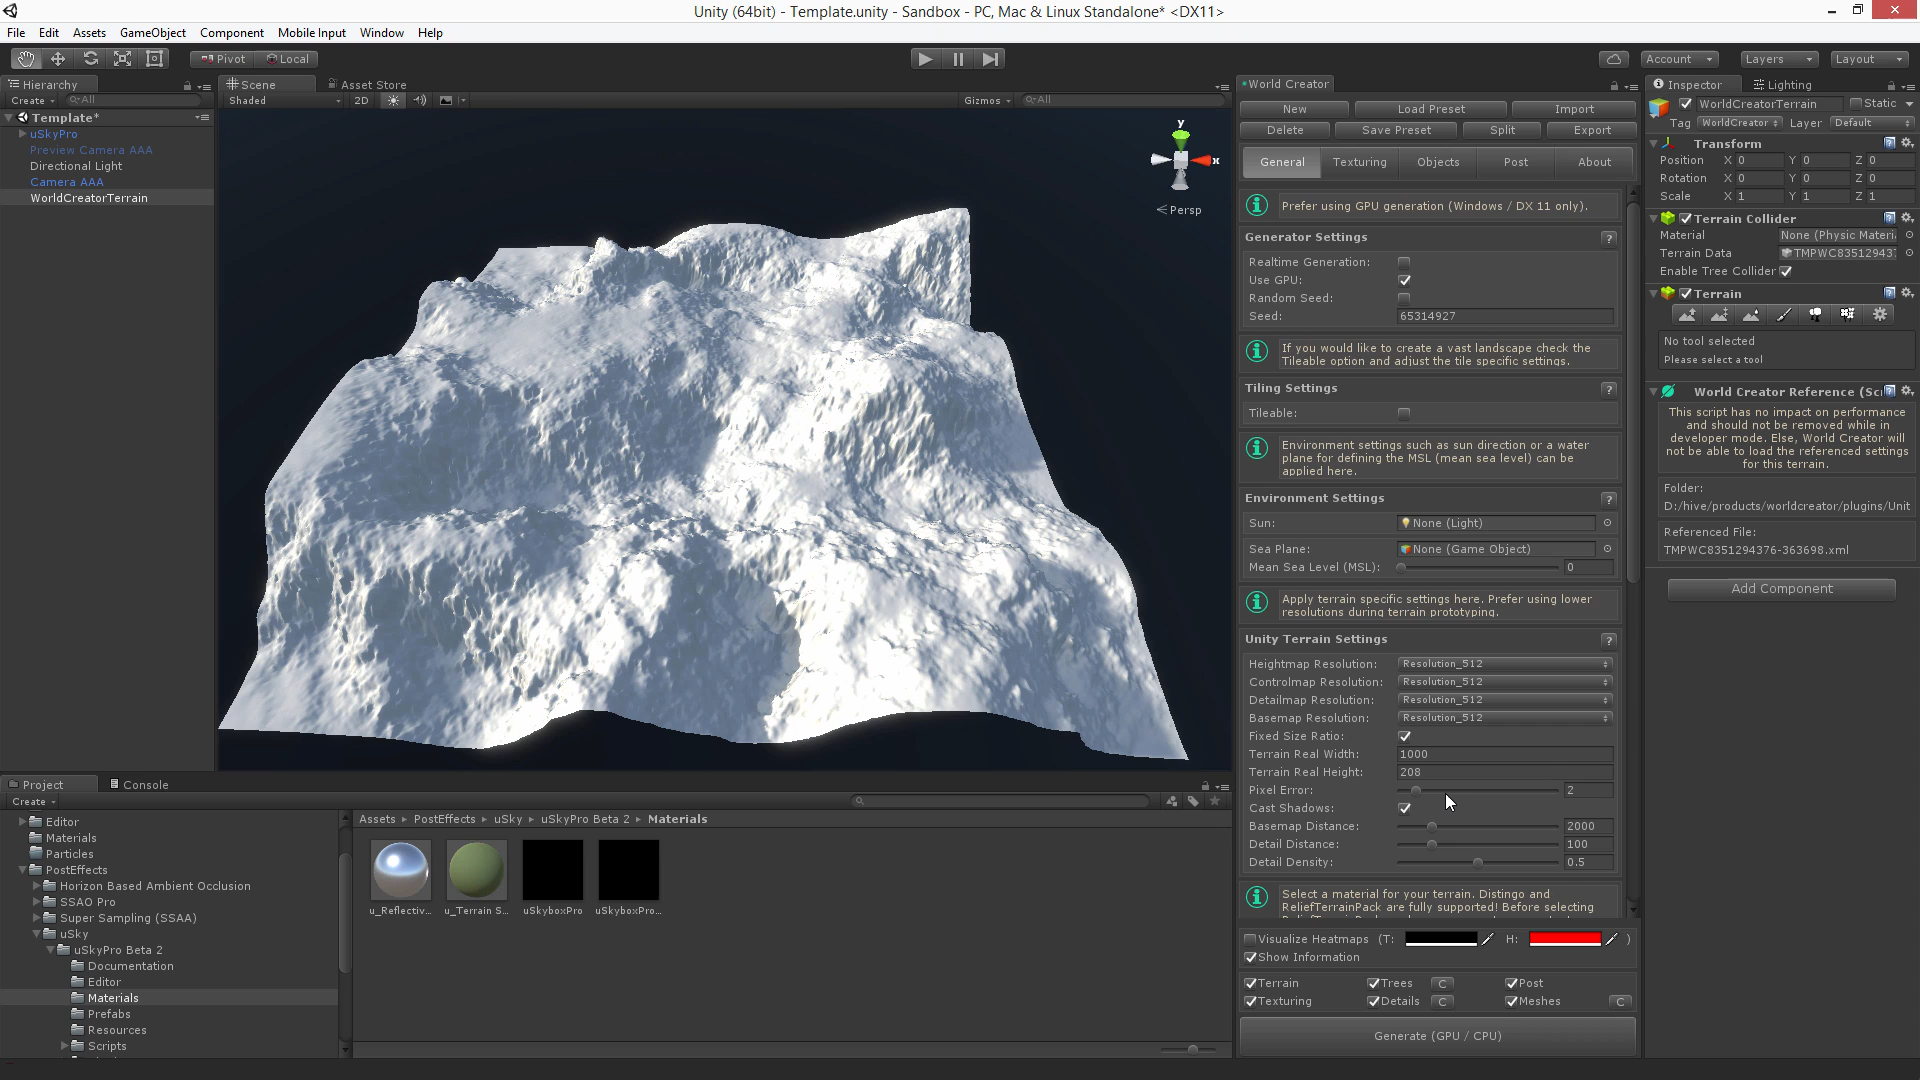 Unity (64bit) - Template.unity - Sandbox - PC, Mac & Linux Standalone* <DX11>
File Edit Assets GameObject Component Mobile Input Window Help
Pivot Local Account Layers Layout
Hierarchy
Create All
Template*
uSkyPro
Preview Camera AAA
Directional Light
Camera AAA
WorldCreatorTerrain
Scene Asset Store
Shaded 2D Gizmos All
y
x
Persp
World Creator
New Load Preset Import
Delete Save Preset Split Export
General Texturing Objects Post About
Prefer using GPU generation (Windows / DX 11 only).
Generator Settings
Realtime Generation:
Use GPU:
Random Seed:
Seed: 65314927
If you would like to create a vast landscape check the
Tileable option and adjust the tile specific settings.
Tiling Settings
Tileable:
Environment settings such as sun direction or a water
plane for defining the MSL (mean sea level) can be
applied here.
Environment Settings
Sun: None (Light)
Sea Plane: None (Game Object)
Mean Sea Level (MSL): 0
Apply terrain specific settings here. Prefer using lower
resolutions during terrain prototyping.
Unity Terrain Settings
Heightmap Resolution: Resolution_512
Controlmap Resolution: Resolution_512
Detailmap Resolution: Resolution_512
Basemap Resolution: Resolution_512
Fixed Size Ratio:
Terrain Real Width: 1000
Terrain Real Height: 208
Pixel Error: 2
Cast Shadows:
Basemap Distance: 2000
Detail Distance: 100
Detail Density: 0.5
Select a material for your terrain. Distingo and
ReliefTerrainPack are fully supported! Before selecting
Visualize Heatmaps (T: H: )
Show Information
Terrain Trees C Post
Texturing Details C Meshes C
Generate (GPU / CPU)
Inspector Lighting
WorldCreatorTerrain Static
Tag WorldCreator Layer Default
Transform
Position X 0 Y 0 Z 0
Rotation X 0 Y 0 Z 0
Scale X 1 Y 1 Z 1
Terrain Collider
Material None (Physic Materi
Terrain Data TMPWC83512943
Enable Tree Collider
Terrain
No tool selected
Please select a tool
World Creator Reference (Sc
This script has no impact on performance
and should not be removed while in
developer mode. Else, World Creator will
not be able to load the referenced settings
for this terrain.
Folder:
D:/hive/products/worldcreator/plugins/Unit
Referenced File:
TMPWC8351294376-363698.xml
Add Component
Project Console
Create
Editor
Materials
Particles
PostEffects
Horizon Based Ambient Occlusion
SSAO Pro
Super Sampling (SSAA)
uSky
uSkyPro Beta 2
Documentation
Editor
Materials
Prefabs
Resources
Scripts
Assets PostEffects uSky uSkyPro Beta 2 Materials
u_Reflectiv... u_Terrain S... uSkyboxPro uSkyboxPro...